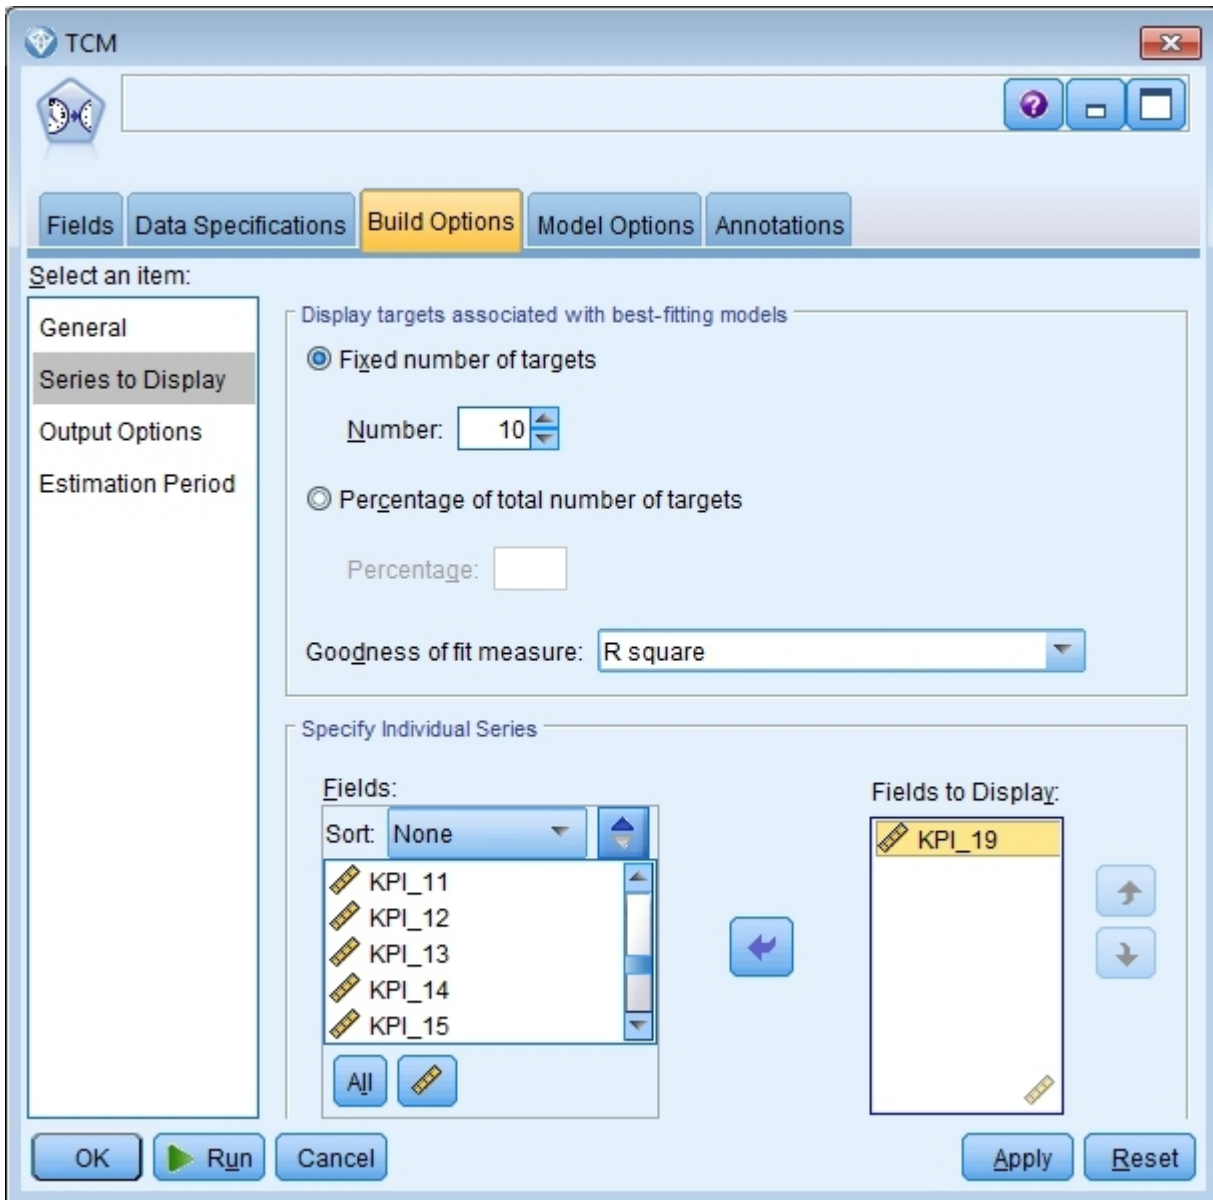 TCM
Fields Data Specifications Build Options Model Options Annotations
Select an item:
General
Series to Display
Output Options
Estimation Period
Display targets associated with best-fitting models
Fixed number of targets
Number: 10
Percentage of total number of targets
Percentage:
Goodness of fit measure: R square
Specify Individual Series
Fields:
Sort: None
KPI_11
KPI_12
KPI_13
KPI_14
KPI_15
All
Fields to Display:
KPI_19
OK Run Cancel Apply Reset